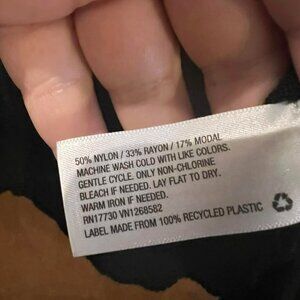 50% NYLON / 33% RAYON / 17% MODAL
MACHINE WASH COLD WITH LIKE COLORS.
GENTLE CYCLE. ONLY NON-CHLORINE
BLEACH IF NEEDED. LAY FLAT TO DRY.
WARM IRON IF NEEDED.
RN17730 VN1268582
LABEL MADE FROM 100% RECYCLED PLASTIC